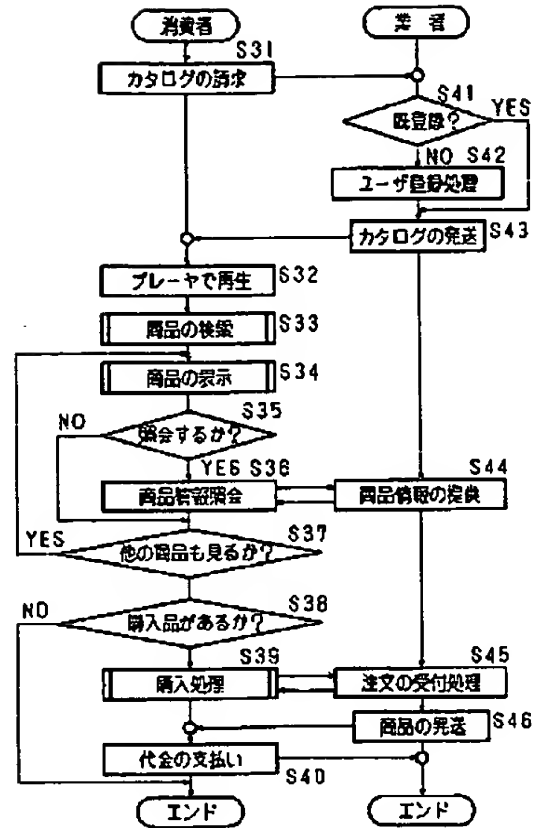 消費者
業者
S31
カタログの請求
S41
既登録?
YES
NO S42
ユーザ登録処理
カタログの発送 S43
プレーヤで再生 S32
商品の検索 S33
商品の表示 S34
S35
NO
照会するか?
YES S36
S44
商品情報照会
商品情報の提供
S37
YES
他の商品も見るか?
S38
NO
購入品があるか?
S39
S45
購入処理
注文の受付処理
商品の発送 S46
代金の支払い
S40
エンド
エンド